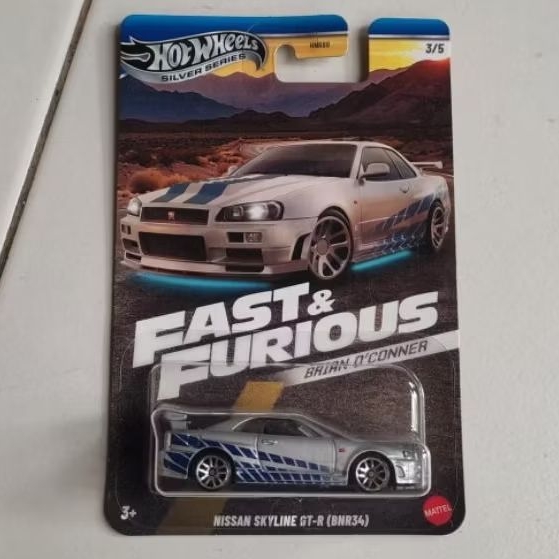 Hot Wheels
SILVER SERIES
3/5
FAST &
FURIOUS
BRIAN O'CONNER
3+
NISSAN SKYLINE GT-R (BNR34)
MATTEL